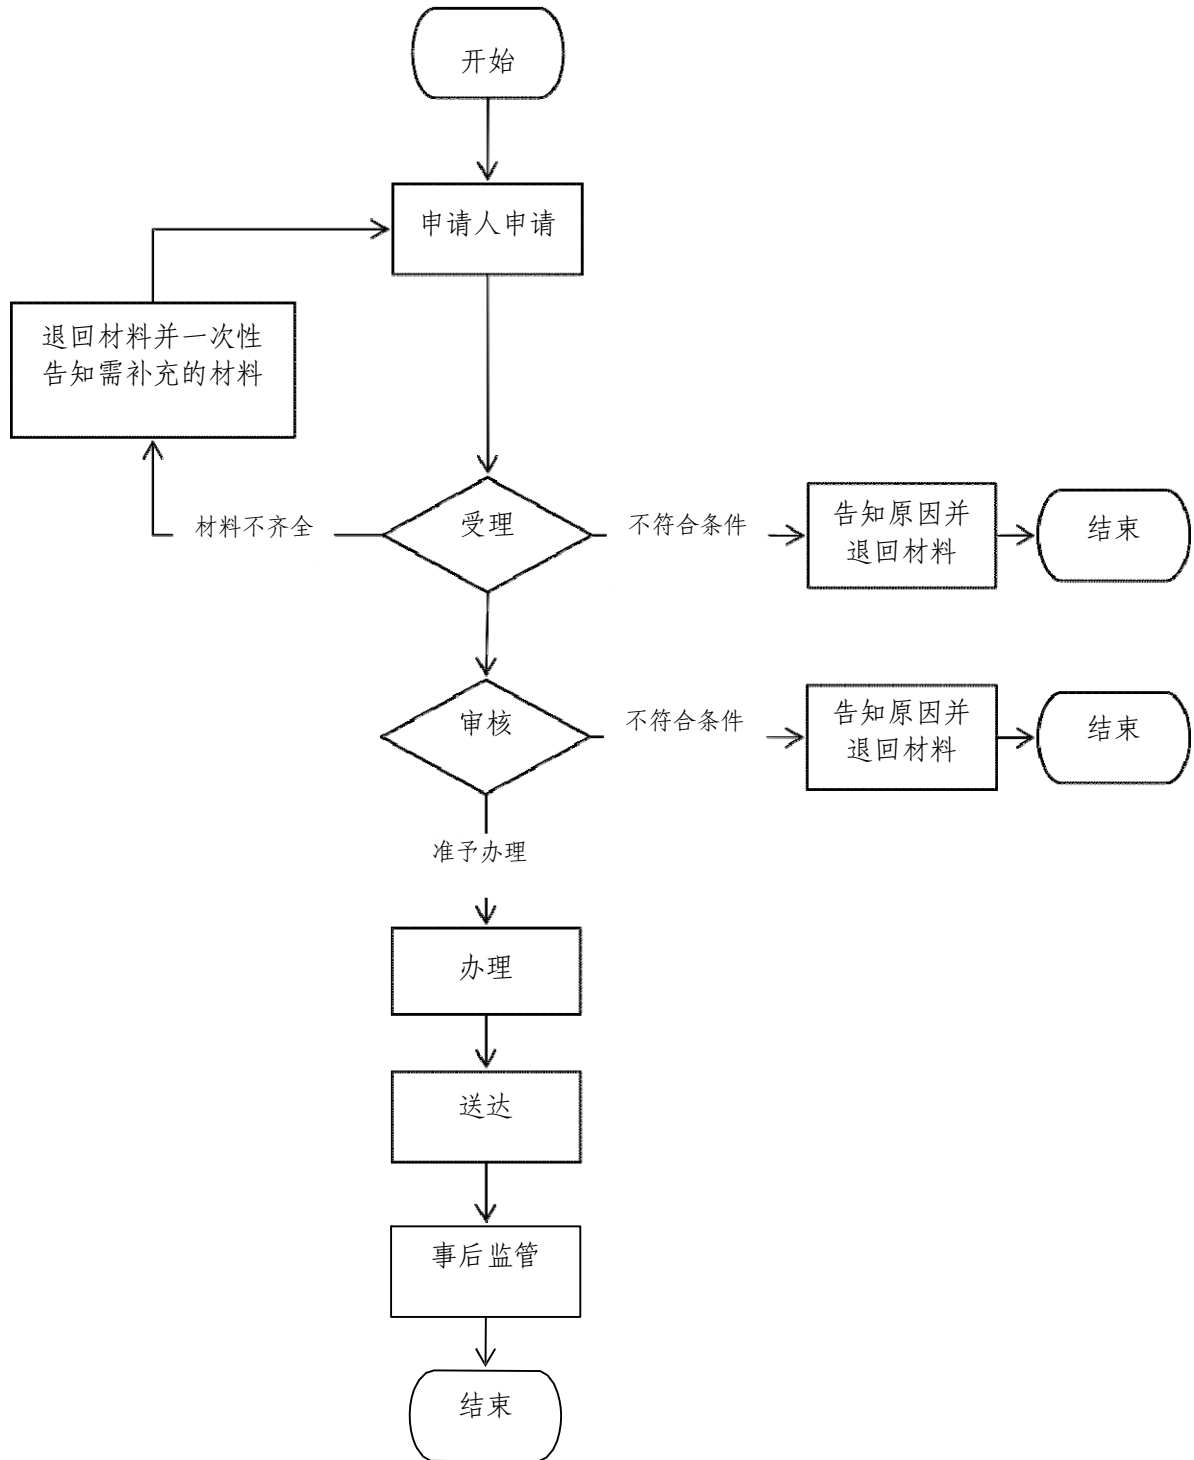 开始
申请人申请
退回材料并一次性
告知需补充的材料
材料不齐全
受理
不符合条件
告知原因并
退回材料
结束
审核
不符合条件
告知原因并
退回材料
结束
准予办理
办理
送达
事后监管
结束